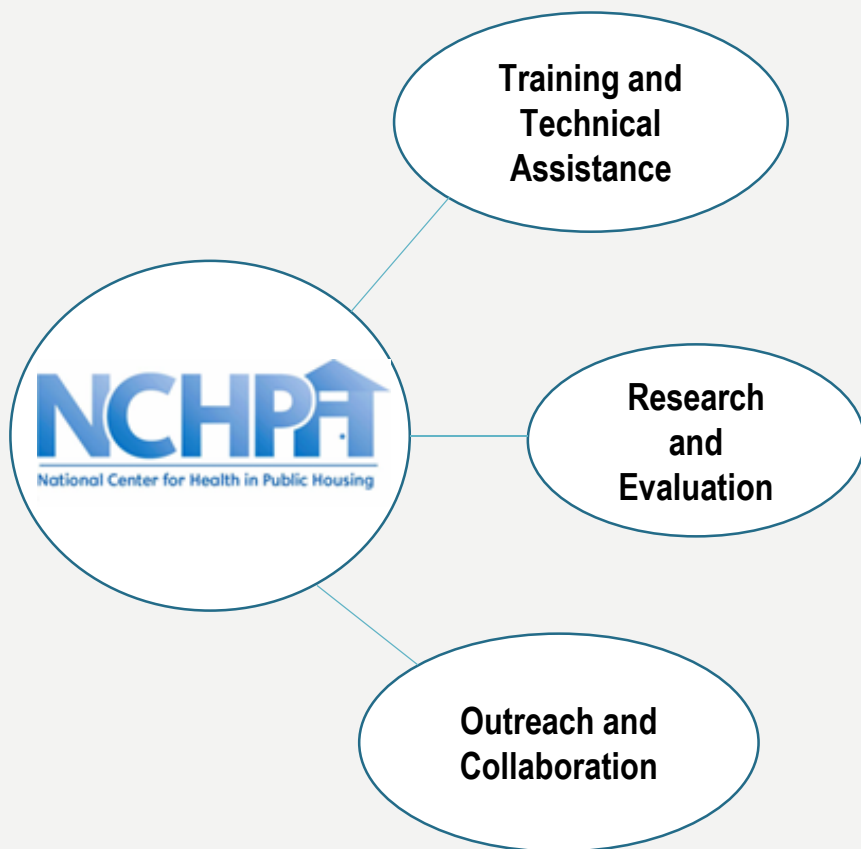 Training and
Technical
Assistance
NCHPH
National Center for Health in Public Housing
Research
and
Evaluation
Outreach and
Collaboration